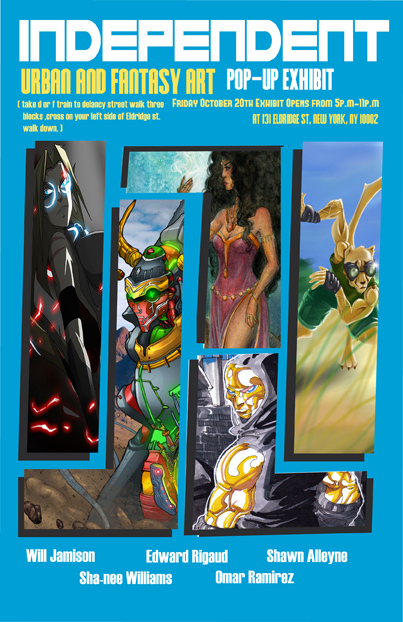 INDEPENDENT
URBAN AND FANTASY ART POP-UP EXHIBIT
( take d or f train to delancy street walk three
blocks ,cross on your left side of Eldridge st.
walk down. )
Friday October 20th Exhibit Opens from 5p.m-11p.m
at 131 Eldridge St, New York, NY 10002
Will Jamison Edward Rigaud Shawn Alleyne
Sha-nee Williams Omar Ramirez